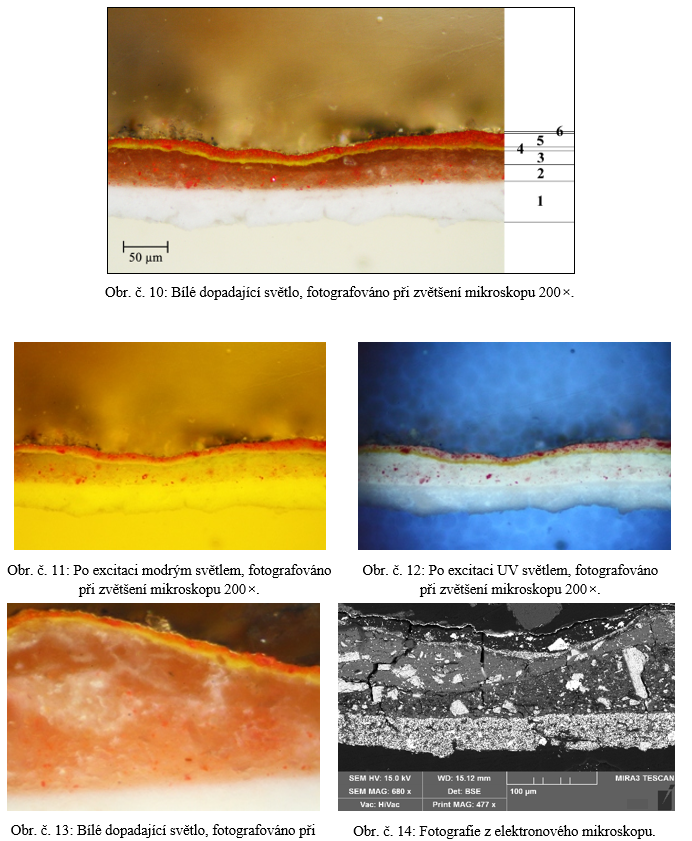 6
5
4
3
2
1
50 µm
Obr. č. 10: Bílé dopadající světlo, fotografováno při zvětšení mikroskopu 200×.
Obr. č. 11: Po excitaci modrým světlem, fotografováno
při zvětšení mikroskopu 200×.
Obr. č. 12: Po excitaci UV světlem, fotografováno
při zvětšení mikroskopu 200×.
SEM HV: 15.0 kV
WD: 15.12 mm
MIRA3 TESCAN
SEM MAG: 680 x
Det: BSE
100 µm
Vac: HiVac
Print MAG: 477 x
Obr. č. 13: Bílé dopadající světlo, fotografováno při
Obr. č. 14: Fotografie z elektronového mikroskopu.